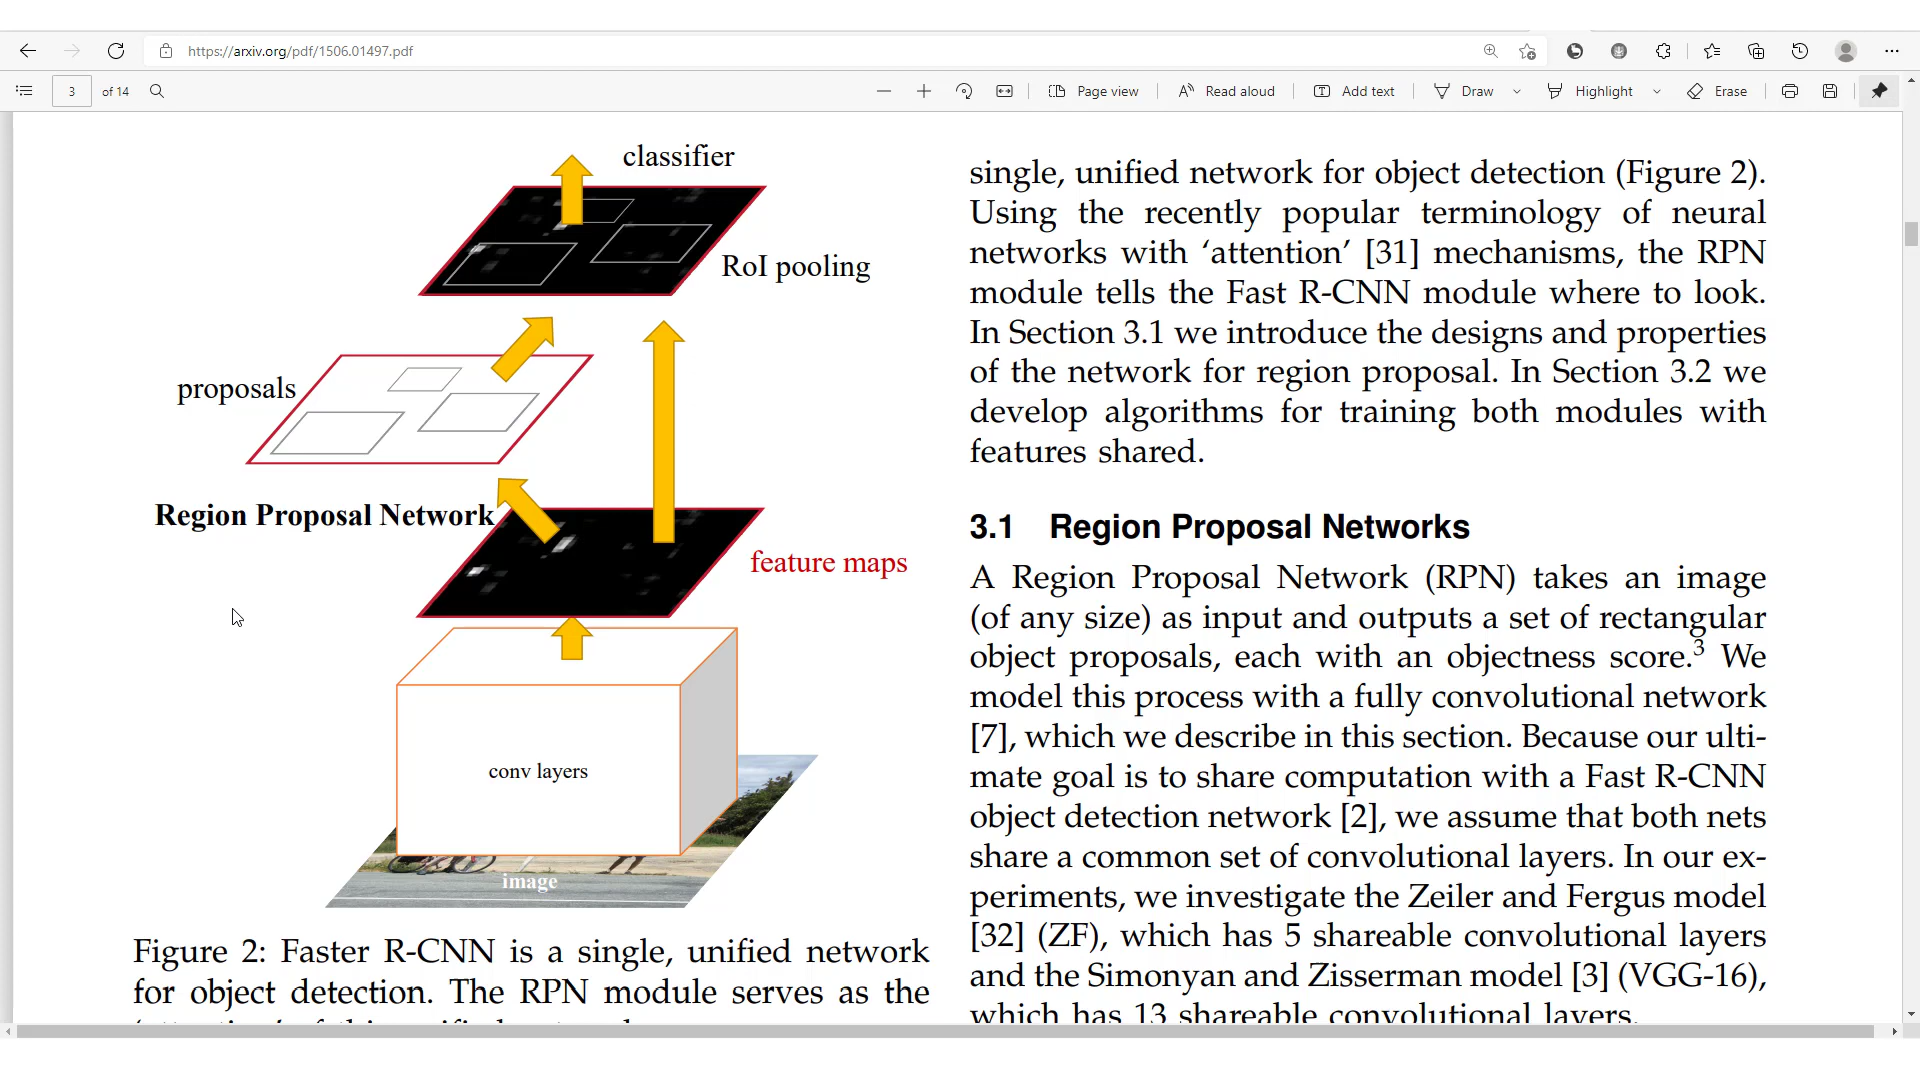 https://arxiv.org/pdf/1506.01497.pdf
3 of 14
Page view
Read aloud
Add text
Draw
Highlight
Erase
classifier
RoI pooling
proposals
Region Proposal Network
feature maps
conv layers
image
Figure 2: Faster R-CNN is a single, unified network
for object detection. The RPN module serves as the
single, unified network for object detection (Figure 2).
Using the recently popular terminology of neural
networks with ‘attention’ [31] mechanisms, the RPN
module tells the Fast R-CNN module where to look.
In Section 3.1 we introduce the designs and properties
of the network for region proposal. In Section 3.2 we
develop algorithms for training both modules with
features shared.
3.1 Region Proposal Networks
A Region Proposal Network (RPN) takes an image
(of any size) as input and outputs a set of rectangular
object proposals, each with an objectness score.3 We
model this process with a fully convolutional network
[7], which we describe in this section. Because our ulti-
mate goal is to share computation with a Fast R-CNN
object detection network [2], we assume that both nets
share a common set of convolutional layers. In our ex-
periments, we investigate the Zeiler and Fergus model
[32] (ZF), which has 5 shareable convolutional layers
and the Simonyan and Zisserman model [3] (VGG-16),
which has 13 shareable convolutional layers.